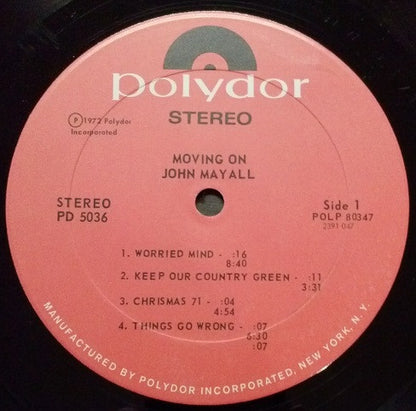 polydor
STEREO
Ⓟ 1972 Polydor
Incorporated
MOVING ON
JOHN MAYALL
STEREO
PD 5036
Side 1
POLP 80347
2391 047
1. WORRIED MIND - :16
8:40
2. KEEP OUR COUNTRY GREEN - :11
3:31
3. CHRISMAS 71 - :04
4:54
4. THINGS GO WRONG - :07
6:30
:07
MANUFACTURED BY POLYDOR INCORPORATED, NEW YORK, N.Y.